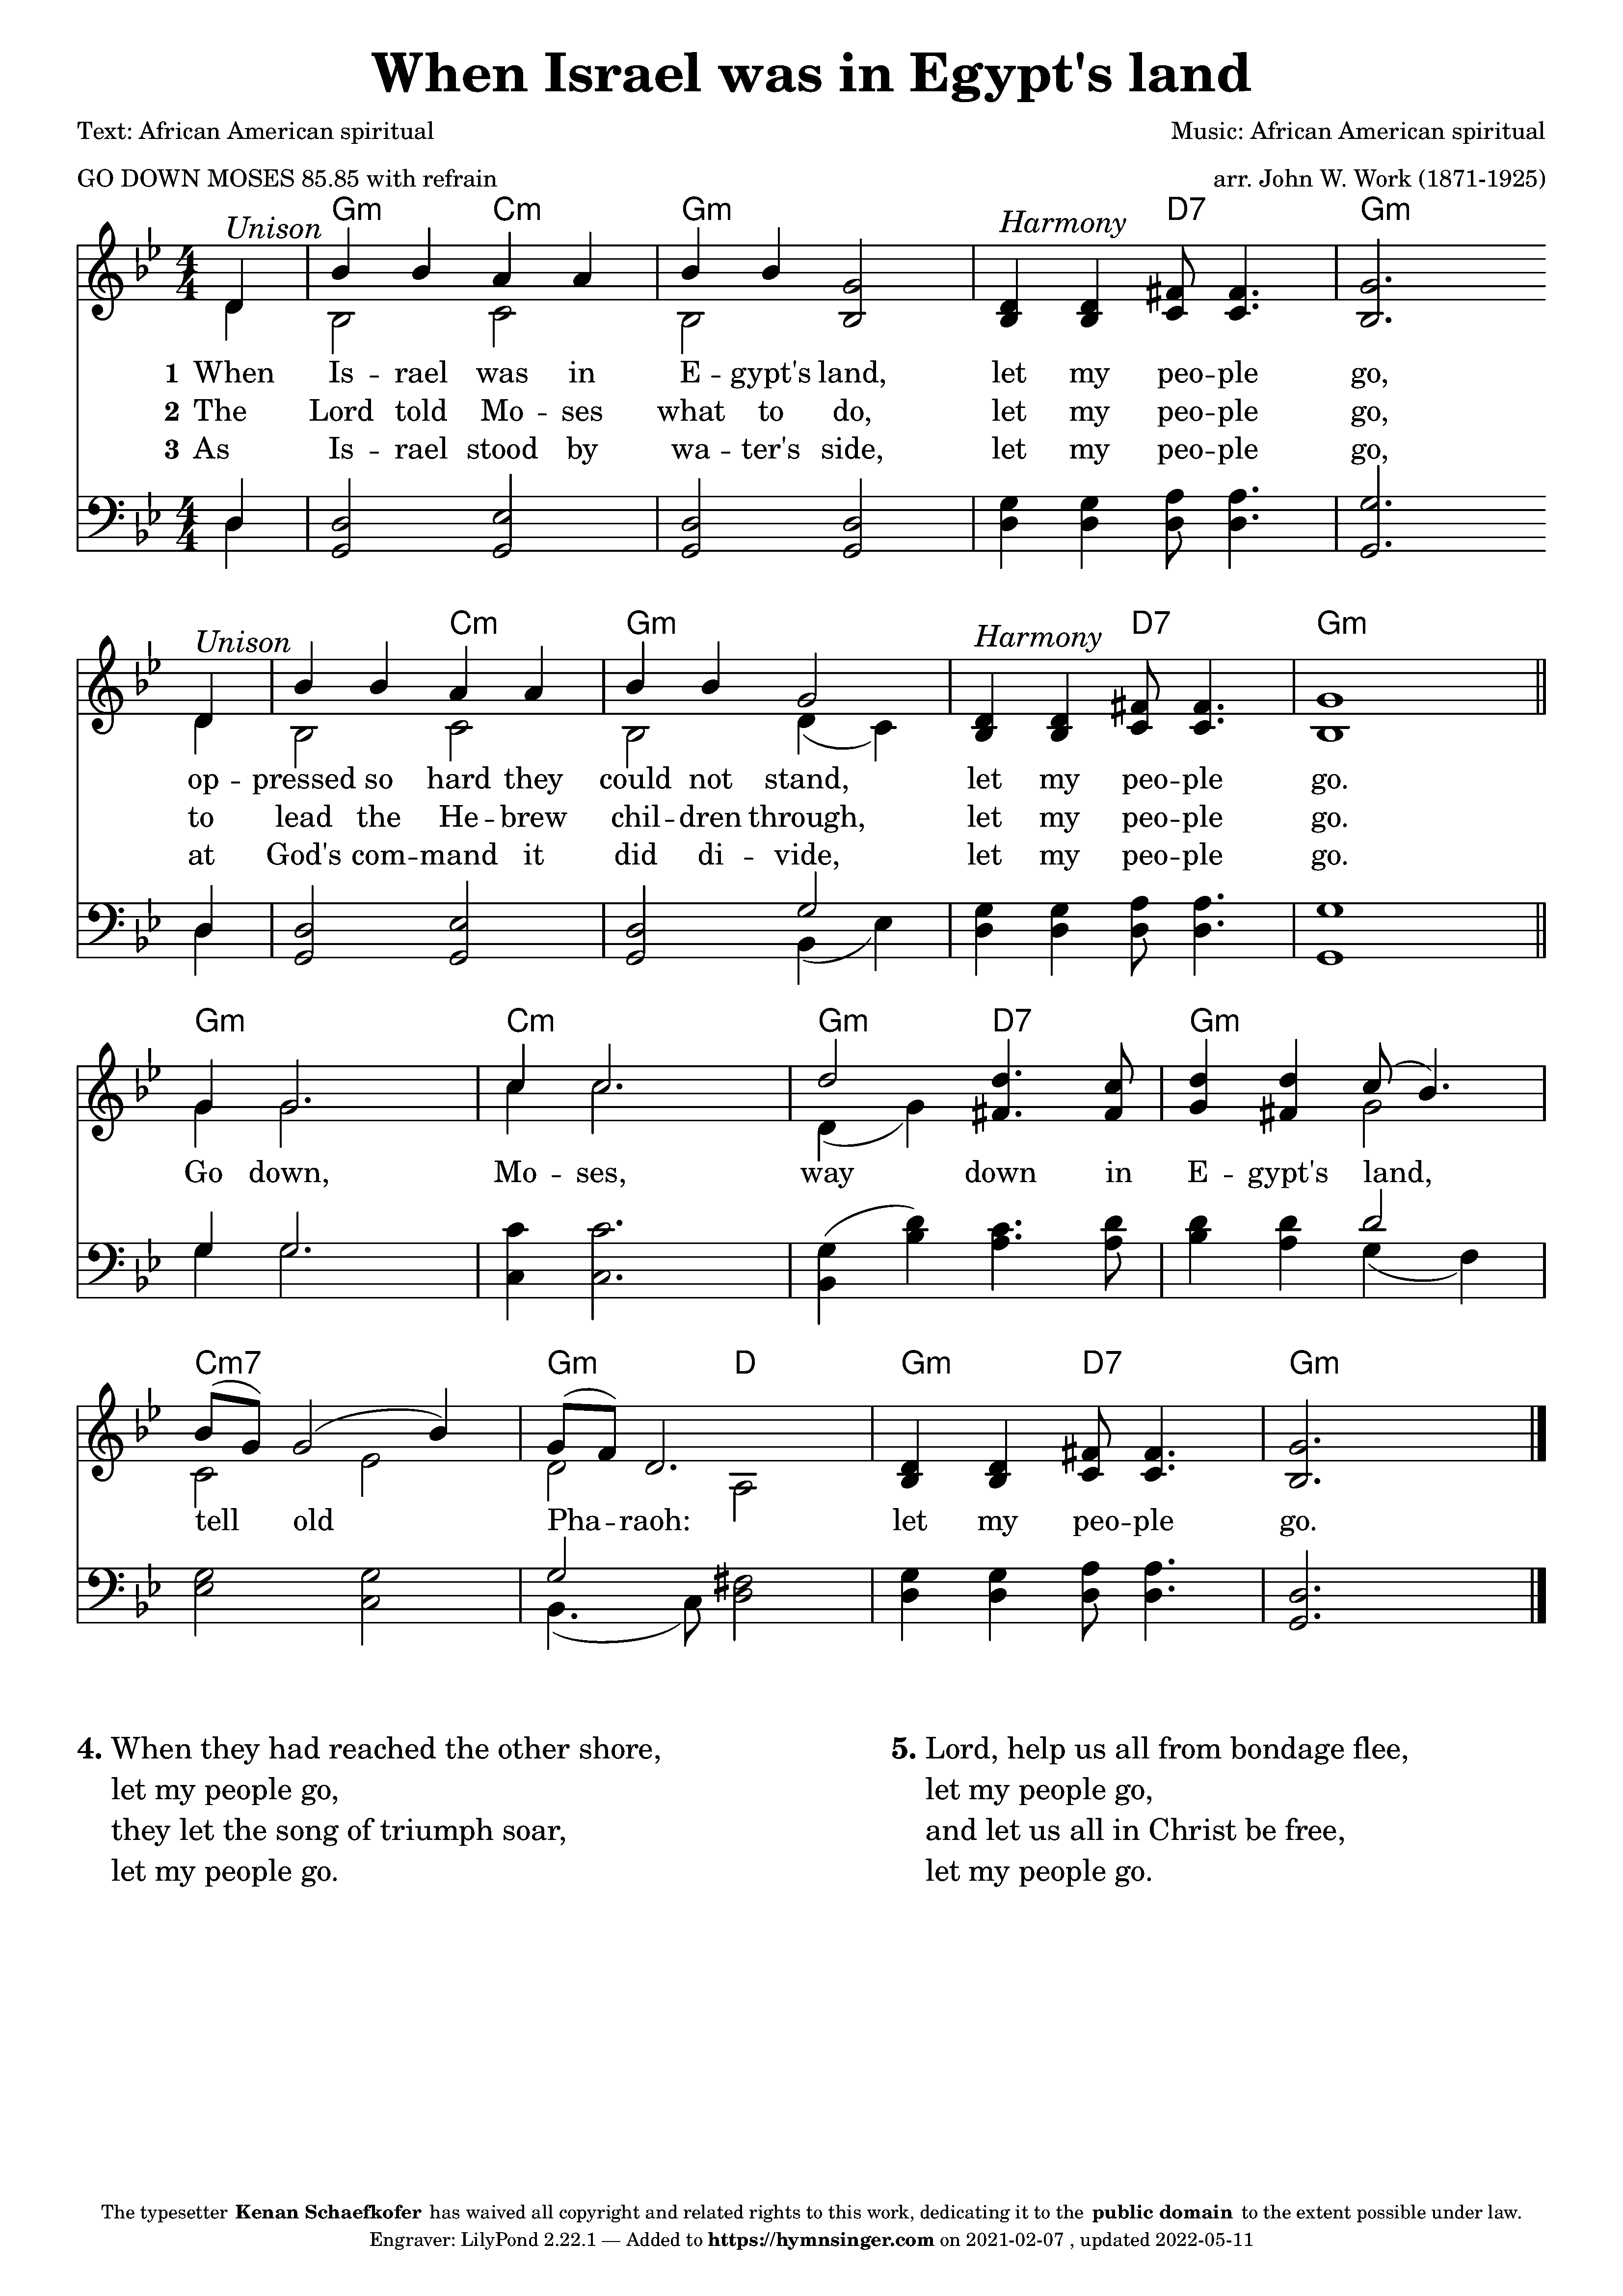 When Israel was in Egypt's land
Text: African American spiritual Music: African American spiritual
GO DOWN MOSES 85.85 with refrain arr. John W. Work (1871-1925)
Gm Cm Gm D7 Gm
Unison Harmony
4 4
1 When Is -- rael was in E -- gypt's land, let my peo -- ple go,
2 The Lord told Mo -- ses what to do, let my peo -- ple go,
3 As Is -- rael stood by wa -- ter's side, let my peo -- ple go,
4 4
Cm Gm D7 Gm
Unison Harmony
op -- pressed so hard they could not stand, let my peo -- ple go.
to lead the He -- brew chil -- dren through, let my peo -- ple go.
at God's com -- mand it did di -- vide, let my peo -- ple go.
Gm Cm Gm D7 Gm
Go down, Mo -- ses, way down in E -- gypt's land,
Cm7 Gm D Gm D7 Gm
tell old Pha -- raoh: let my peo -- ple go.
4. When they had reached the other shore,
let my people go,
they let the song of triumph soar,
let my people go.
5. Lord, help us all from bondage flee,
let my people go,
and let us all in Christ be free,
let my people go.
The typesetter Kenan Schaefkofer has waived all copyright and related rights to this work, dedicating it to the public domain to the extent possible under law.
Engraver: LilyPond 2.22.1 — Added to https://hymnsinger.com on 2021-02-07 , updated 2022-05-11